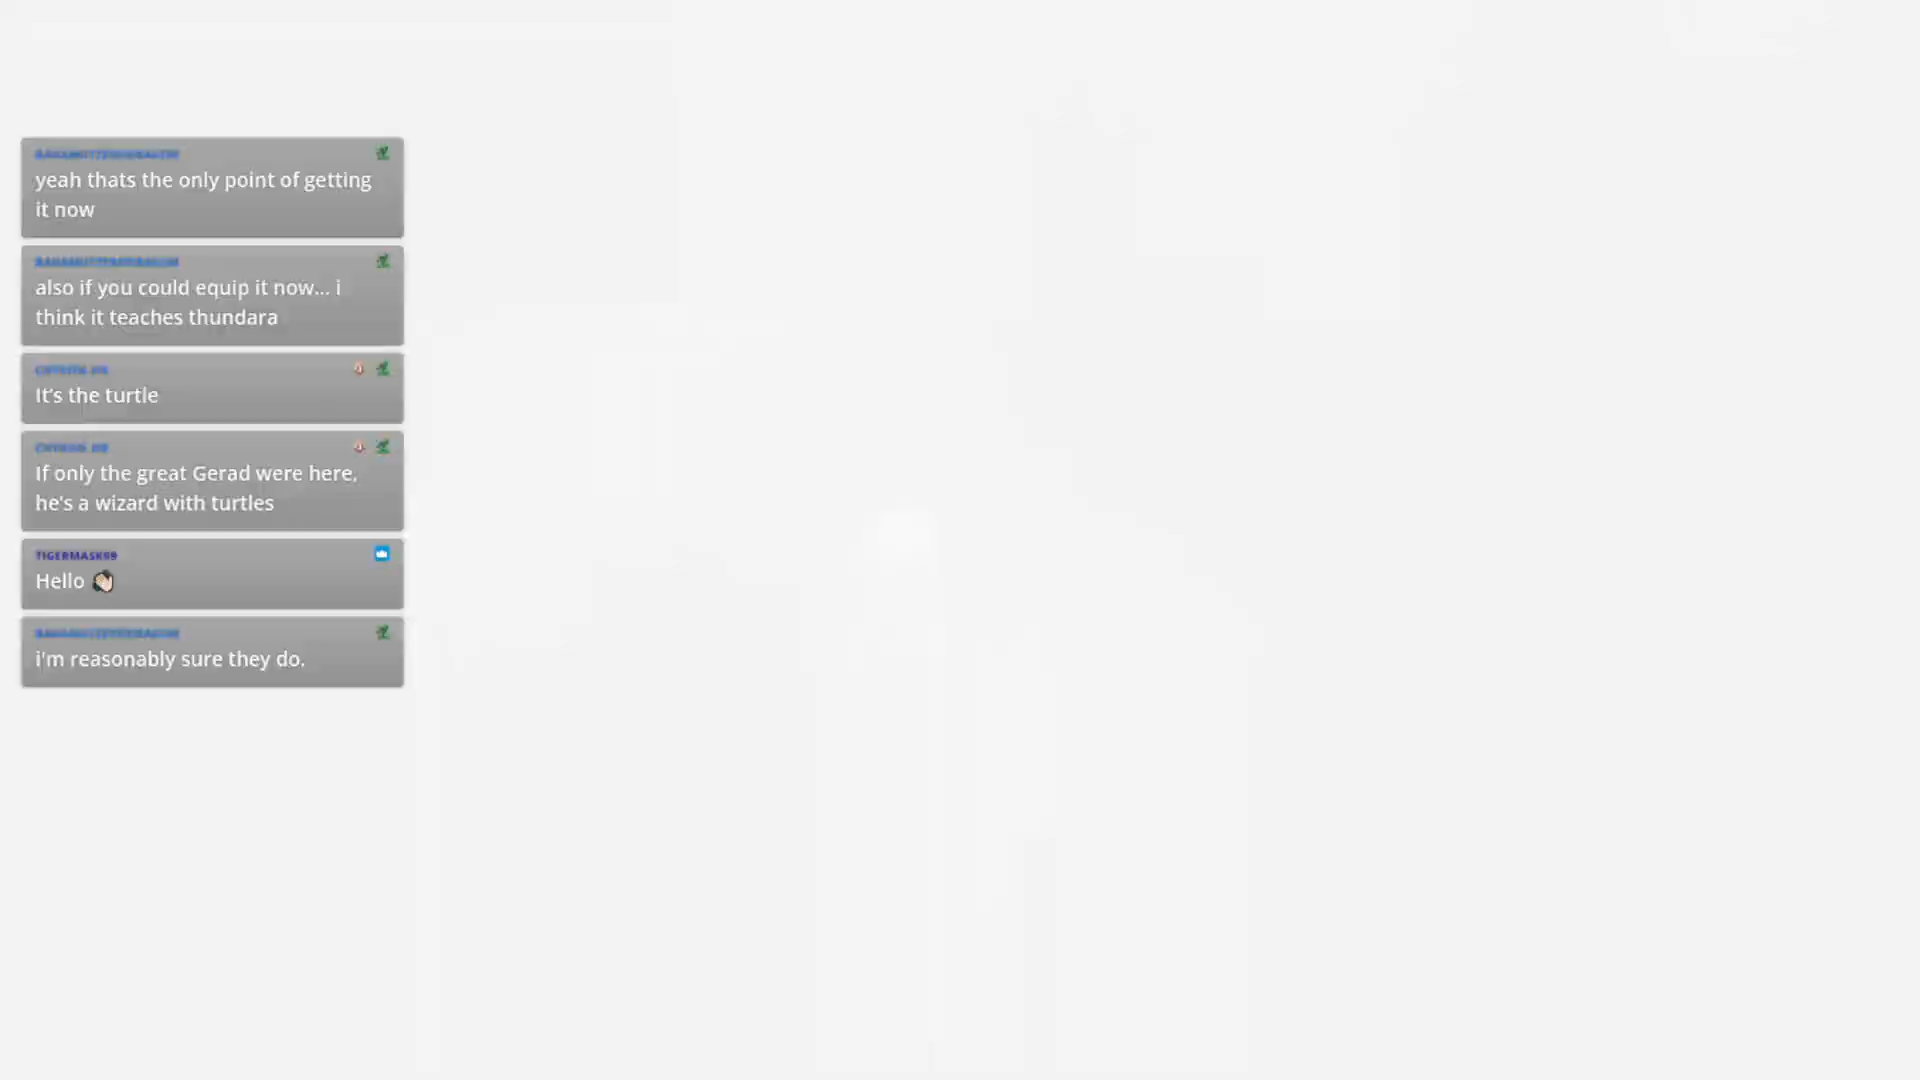 yeah thats the only point of getting
it now
also if you could equip it now... i
think it teaches thundara
It's the turtle
If only the great Gerad were here,
he's a wizard with turtles
TIGERMASK99
Hello
i'm reasonably sure they do.